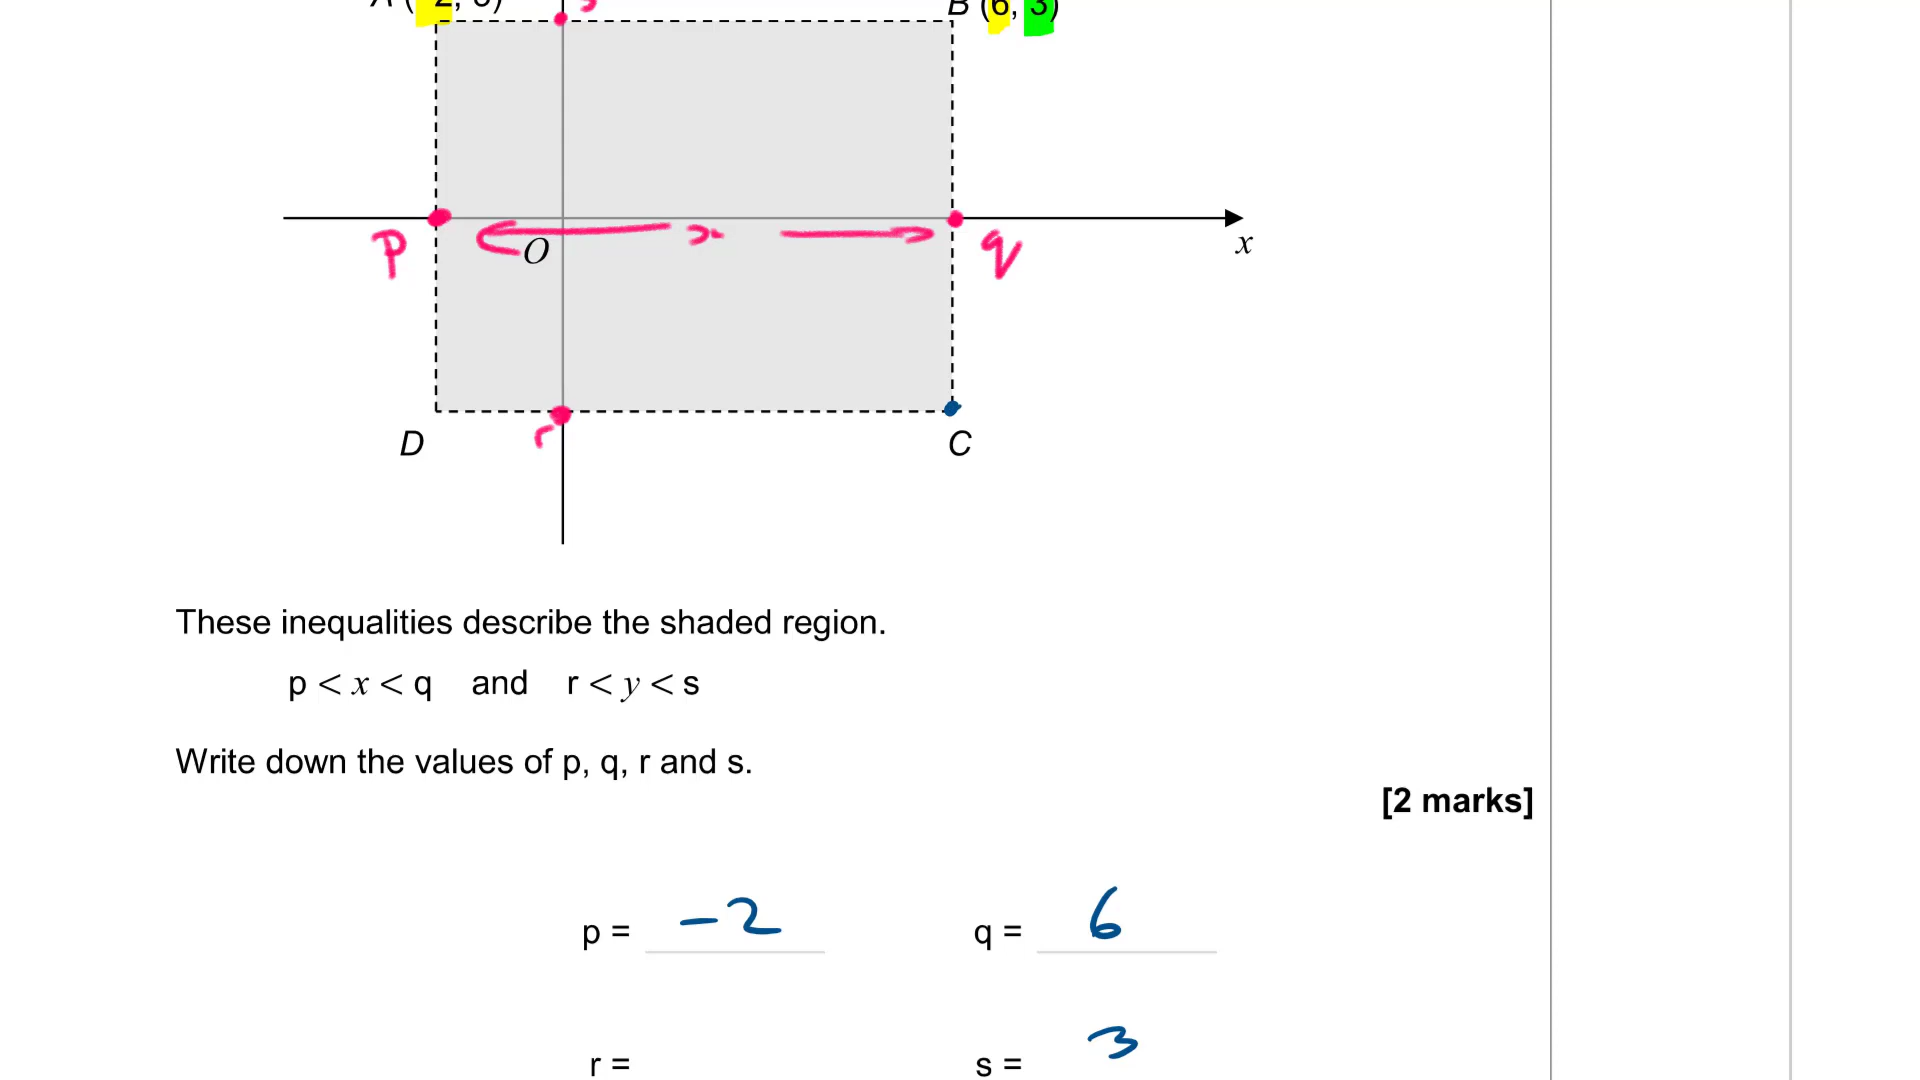 B (6, 3)
p
O
q
x
r
D
C
These inequalities describe the shaded region.
p < x < q and r < y < s
Write down the values of p, q, r and s.
[2 marks]
p = -2 q = 6
r = s = 3